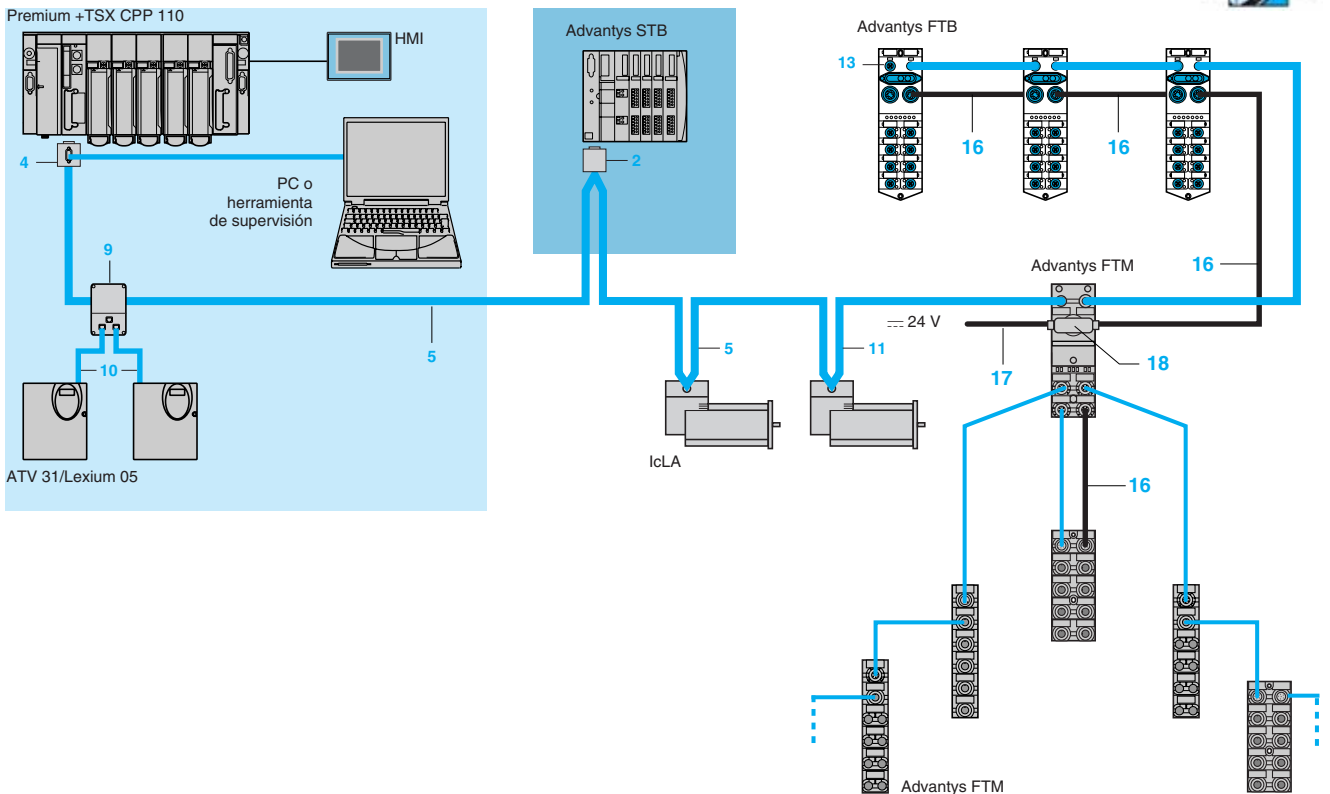 Premium +TSX CPP 110
HMI
Advantys STB
Advantys FTB
13
16
16
4
2
PC o
herramienta
de supervisión
9
Advantys FTM
16
24 V
5
5
11
17
18
10
IcLA
ATV 31/Lexium 05
16
Advantys FTM